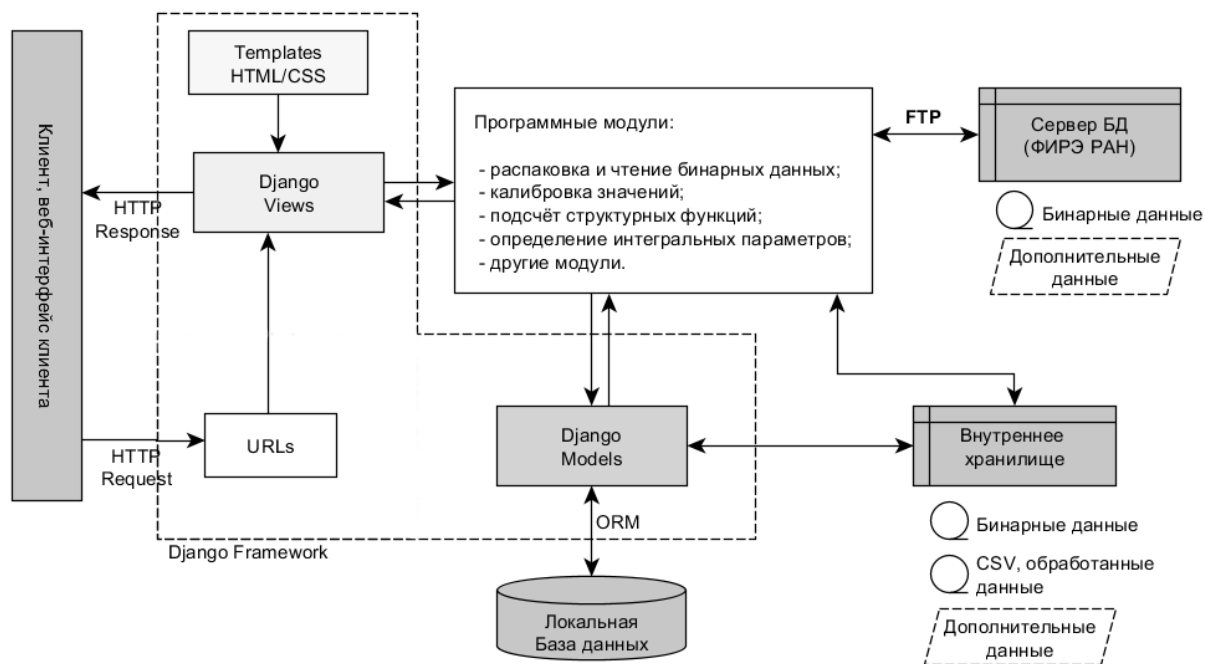 Клиент, веб-интерфейс клиента
Templates
HTML/CSS
Django
Views
HTTP
Response
URLs
HTTP
Request
Django Framework
Программные модули:
- распаковка и чтение бинарных данных;
- калибровка значений;
- подсчёт структурных функций;
- определение интегральных параметров;
- другие модули.
FTP
Сервер БД
(ФИРЭ РАН)
Бинарные данные
Дополнительные
данные
Django
Models
ORM
Локальная
База данных
Внутреннее
хранилище
Бинарные данные
CSV, обработанные
данные
Дополнительные
данные